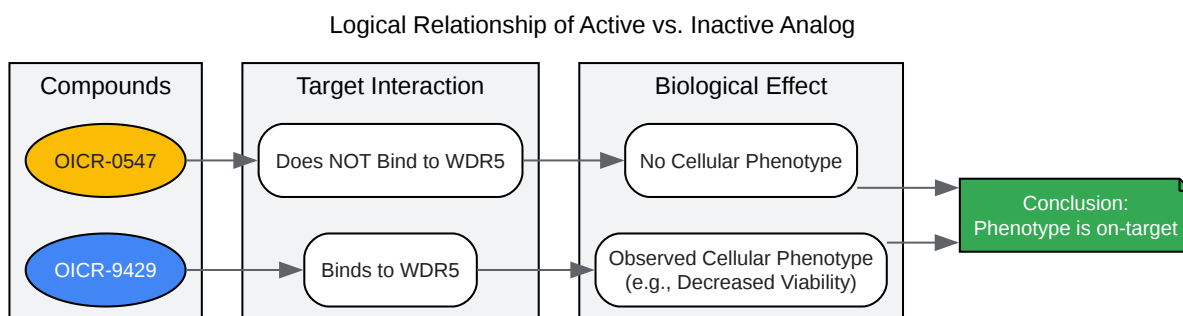 Logical Relationship of Active vs. Inactive Analog
Compounds
Target Interaction
Biological Effect
OICR-0547
Does NOT Bind to WDR5
No Cellular Phenotype
Conclusion:
Phenotype is on-target
OICR-9429
Binds to WDR5
Observed Cellular Phenotype
(e.g., Decreased Viability)